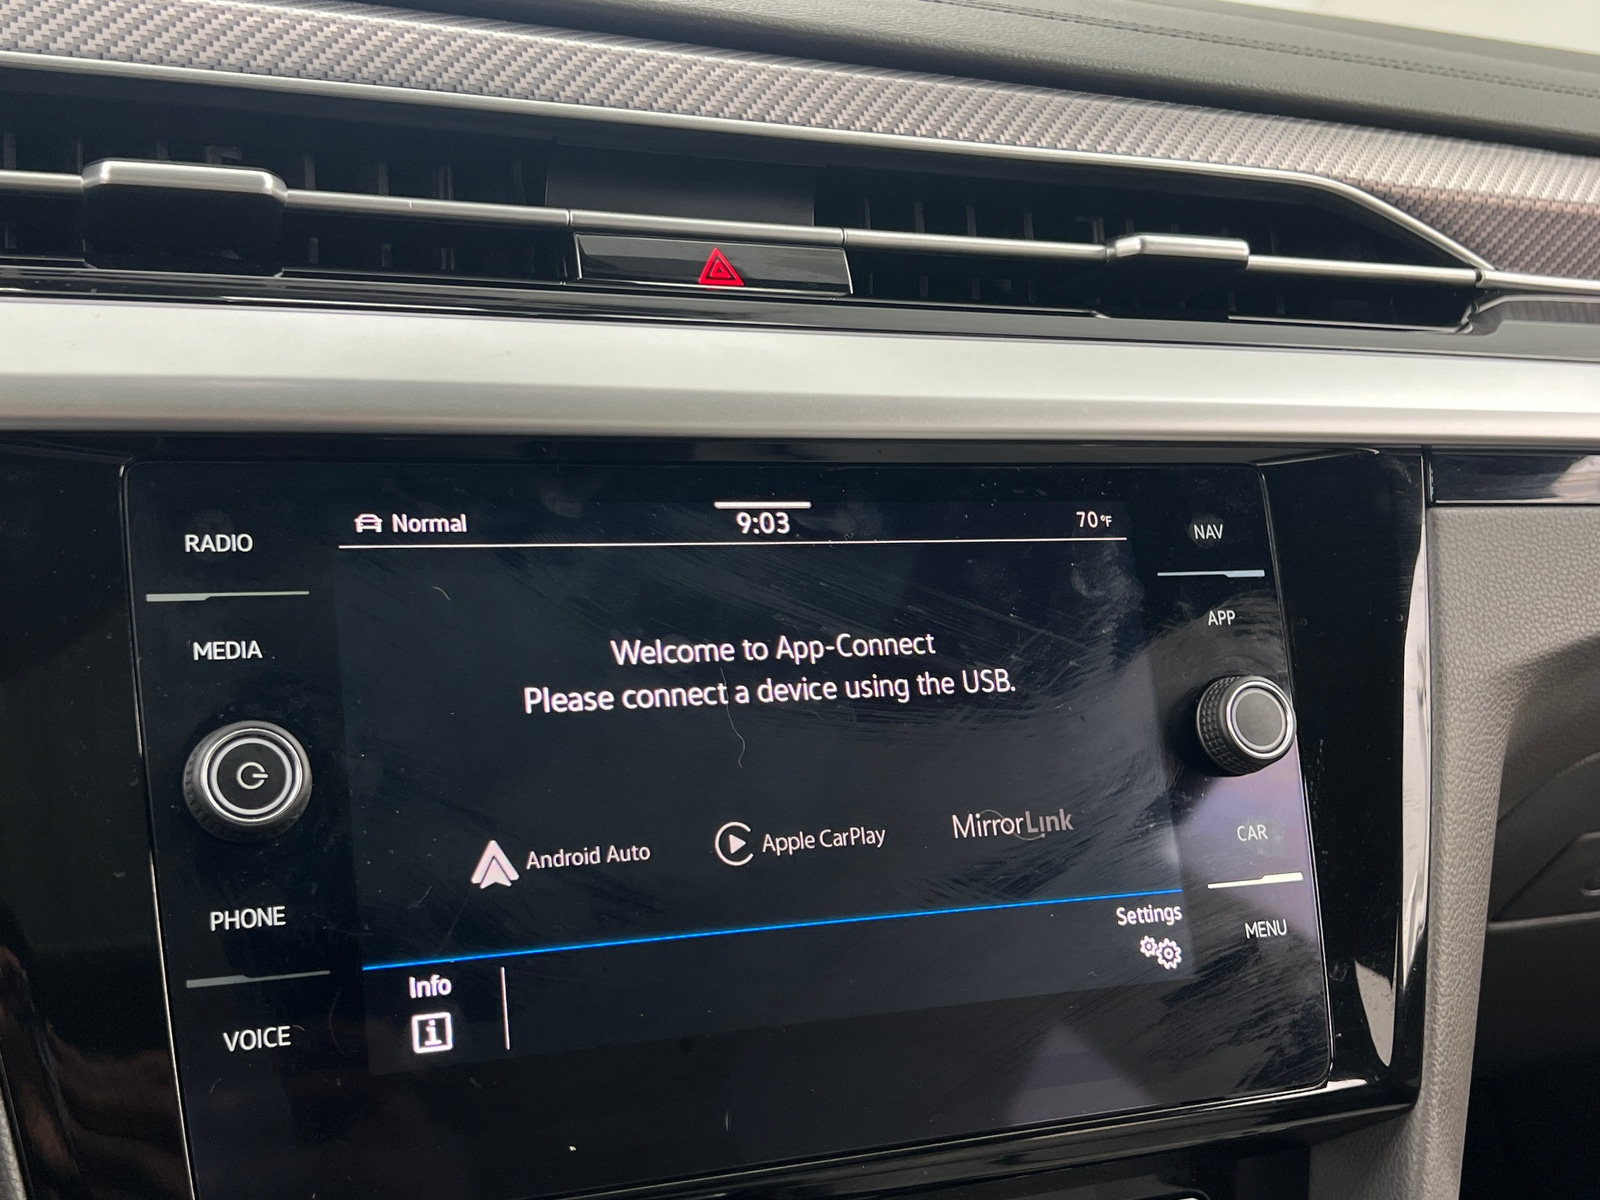 Normal
9:03
70°F
RADIO
MEDIA
PHONE
VOICE
NAV
APP
CAR
MENU
Welcome to App-Connect
Please connect a device using the USB.
Android Auto
Apple CarPlay
MirrorLink
Info
Settings